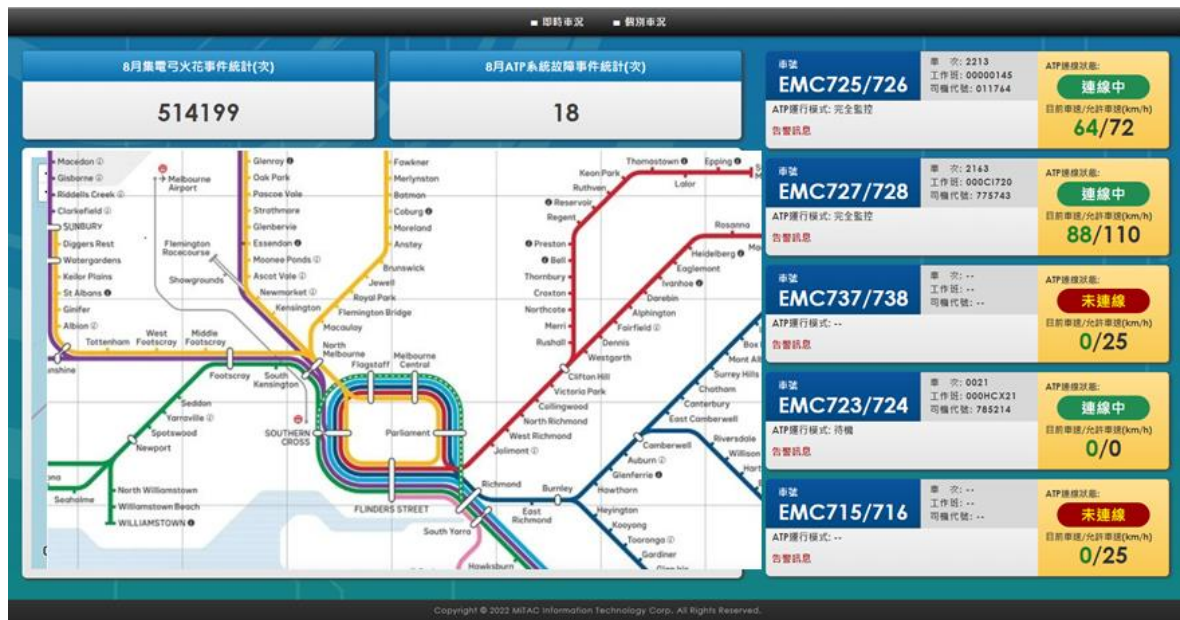 即時車況
個別車況
8月集電弓火花事件統計(次)
514199
8月ATP系統故障事件統計(次)
18
Macedon
Gisborne
Riddells Creek
Clarkefield
SUNBURY
Diggers Rest
Watergardens
Keilor Plains
St Albans
Ginifer
Albion
unshine
Tottenham
West
Footscray
Middle
Footscray
Melbourne
Airport
Flemington
Racecourse
Showgrounds
Glenroy
Oak Park
Pascoe Vale
Strathmore
Glenbervie
Essendon
Moonee Ponds
Ascot Vale
Newmarket
Kensington
Fawkner
Merlynston
Batman
Coburg
Moreland
Anstey
Brunswick
Jewell
Royal Park
Flemington Bridge
Macaulay
North
Melbourne
Flagstaff
Melbourne
Central
Footscray
South
Kensington
Seddon
Yarraville
Spotswood
Newport
ona
Seaholme
North Williamstown
Williamstown Beach
WILLIAMSTOWN
SOUTHERN
CROSS
Parliament
FLINDERS STREET
Thomastown
Epping
Keon Park
Lalor
Ruthven
Reservoir
Regent
Preston
Bell
Thornbury
Croxton
Northcote
Merri
Rushall
Rosanna
Heidelberg
Eaglemont
Ivanhoe
Darebin
Alphington
Fairfield
Dennis
Westgarth
Clifton Hill
Victoria Park
Collingwood
North Richmond
West Richmond
Jolimont
Box
Mont Al
Surrey Hills
Chatham
Canterbury
East Camberwell
Riversdale
Willison
Hart
Camberwell
Auburn
Glenferrie
Hawthorn
Richmond
Burnley
East
Richmond
Heyington
Kooyong
Tooronga
Gardiner
Glen Iris
South Yarra
Hawksburn
車號
EMC725/726
車 次: 2213
工作班: 00000145
司機代號: 011764
ATP運行模式: 完全監控
告警訊息
ATP連線狀態:
連線中
目前車速/允許車速(km/h)
64/72
車號
EMC727/728
車 次: 2163
工作班: 000CI720
司機代號: 775743
ATP運行模式: 完全監控
告警訊息
ATP連線狀態:
連線中
目前車速/允許車速(km/h)
88/110
車號
EMC737/738
車 次: --
工作班: --
司機代號: --
ATP運行模式: --
告警訊息
ATP連線狀態:
未連線
目前車速/允許車速(km/h)
0/25
車號
EMC723/724
車 次: 0021
工作班: 000HCX21
司機代號: 785214
ATP運行模式: 待機
告警訊息
ATP連線狀態:
連線中
目前車速/允許車速(km/h)
0/0
車號
EMC715/716
車 次: --
工作班: --
司機代號: --
ATP運行模式: --
告警訊息
ATP連線狀態:
未連線
目前車速/允許車速(km/h)
0/25
Copyright © 2022 MiTAC Information Technology Corp. All Rights Reserved.